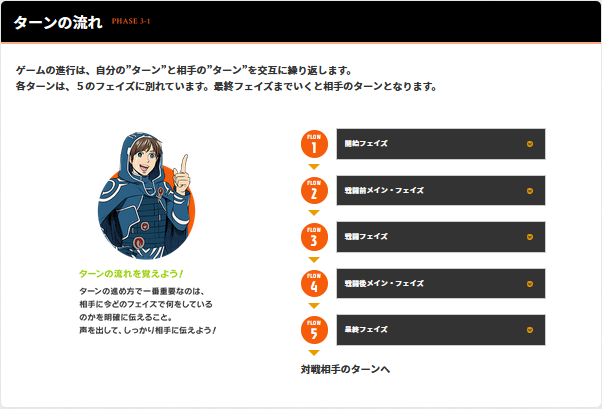 ターンの流れ PHASE 3-1
ゲームの進行は、自分の”ターン”と相手の”ターン”を交互に繰り返します。
各ターンは、５のフェイズに別れています。最終フェイズまでいくと相手のターンとなります。
ターンの流れを覚えよう！
ターンの進め方で一番重要なのは、
相手に今どのフェイズで何をしている
のかを明確に伝えること。
声を出して、しっかり相手に伝えよう！
FLOW
1
開始フェイズ
FLOW
2
戦闘前メイン・フェイズ
FLOW
3
戦闘フェイズ
FLOW
4
戦闘後メイン・フェイズ
FLOW
5
最終フェイズ
対戦相手のターンへ